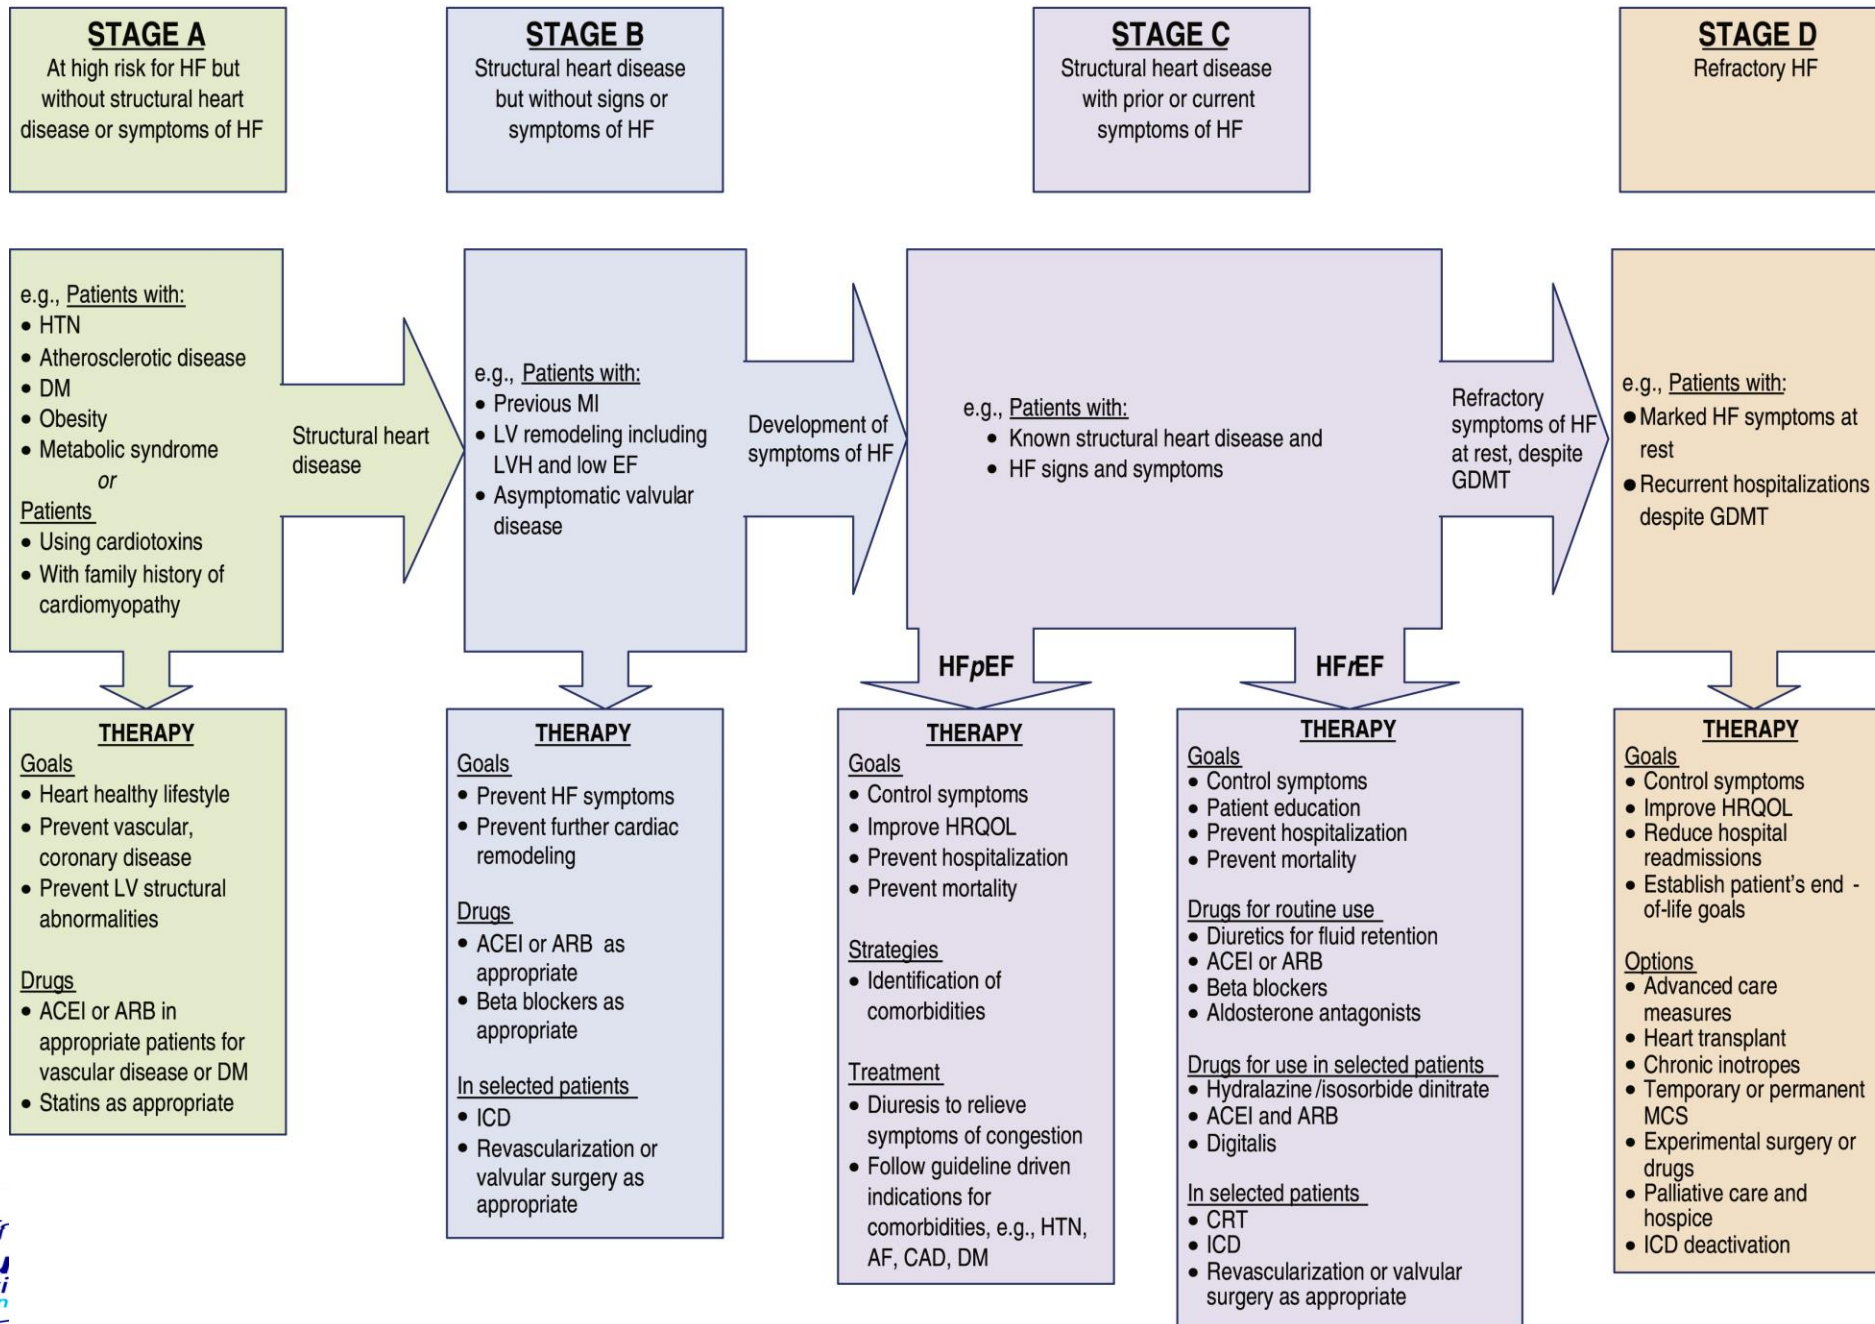 STAGE A
At high risk for HF but
without structural heart
disease or symptoms of HF
STAGE B
Structural heart disease
but without signs or
symptoms of HF
STAGE C
Structural heart disease
with prior or current
symptoms of HF
STAGE D
Refractory HF
e.g., Patients with:
• HTN
• Atherosclerotic disease
• DM
• Obesity
• Metabolic syndrome
or
Patients
• Using cardiotoxins
• With family history of
cardiomyopathy
Structural heart
disease
e.g., Patients with:
• Previous MI
• LV remodeling including
LVH and low EF
• Asymptomatic valvular
disease
Development of
symptoms of HF
e.g., Patients with:
• Known structural heart disease and
• HF signs and symptoms
Refractory
symptoms of HF
at rest, despite
GDMT
e.g., Patients with:
• Marked HF symptoms at
rest
• Recurrent hospitalizations
despite GDMT
HFpEF
HFrEF
THERAPY
Goals
• Heart healthy lifestyle
• Prevent vascular,
coronary disease
• Prevent LV structural
abnormalities
Drugs
• ACEI or ARB in
appropriate patients for
vascular disease or DM
• Statins as appropriate
THERAPY
Goals
• Prevent HF symptoms
• Prevent further cardiac
remodeling
Drugs
• ACEI or ARB as
appropriate
• Beta blockers as
appropriate
In selected patients
• ICD
• Revascularization or
valvular surgery as
appropriate
THERAPY
Goals
• Control symptoms
• Improve HRQOL
• Prevent hospitalization
• Prevent mortality
Strategies
• Identification of
comorbidities
Treatment
• Diuresis to relieve
symptoms of congestion
• Follow guideline driven
indications for
comorbidities, e.g., HTN,
AF, CAD, DM
THERAPY
Goals
• Control symptoms
• Patient education
• Prevent hospitalization
• Prevent mortality
Drugs for routine use
• Diuretics for fluid retention
• ACEI or ARB
• Beta blockers
• Aldosterone antagonists
Drugs for use in selected patients
• Hydralazine/isosorbide dinitrate
• ACEI and ARB
• Digitalis
In selected patients
• CRT
• ICD
• Revascularization or valvular
surgery as appropriate
THERAPY
Goals
• Control symptoms
• Improve HRQOL
• Reduce hospital
readmissions
• Establish patient's end -
of-life goals
Options
• Advanced care
measures
• Heart transplant
• Chronic inotropes
• Temporary or permanent
MCS
• Experimental surgery or
drugs
• Palliative care and
hospice
• ICD deactivation